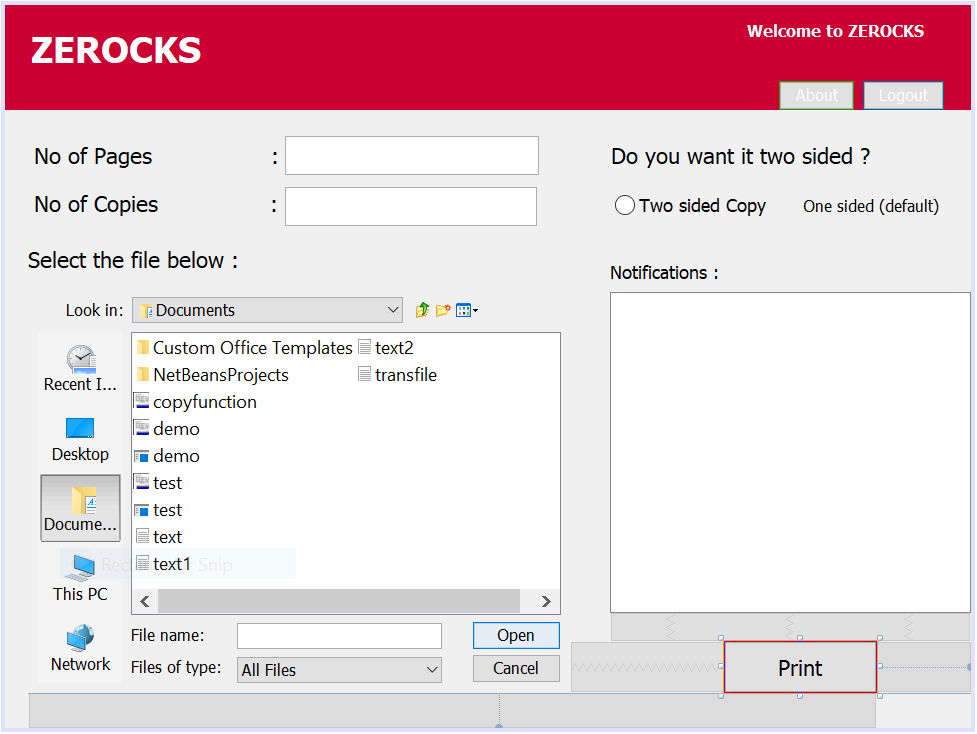 ZEROCKS
Welcome to ZEROCKS
About
Logout
No of Pages :
No of Copies :
Do you want it two sided ?
Two sided Copy
One sided (default)
Select the file below :
Notifications :
Look in:
Documents
Recent I...
Desktop
Docume...
This PC
Network
Custom Office Templates
NetBeansProjects
copyfunction
demo
demo
test
test
text
text1
text2
transfile
File name:
Open
Files of type:
All Files
Cancel
Print